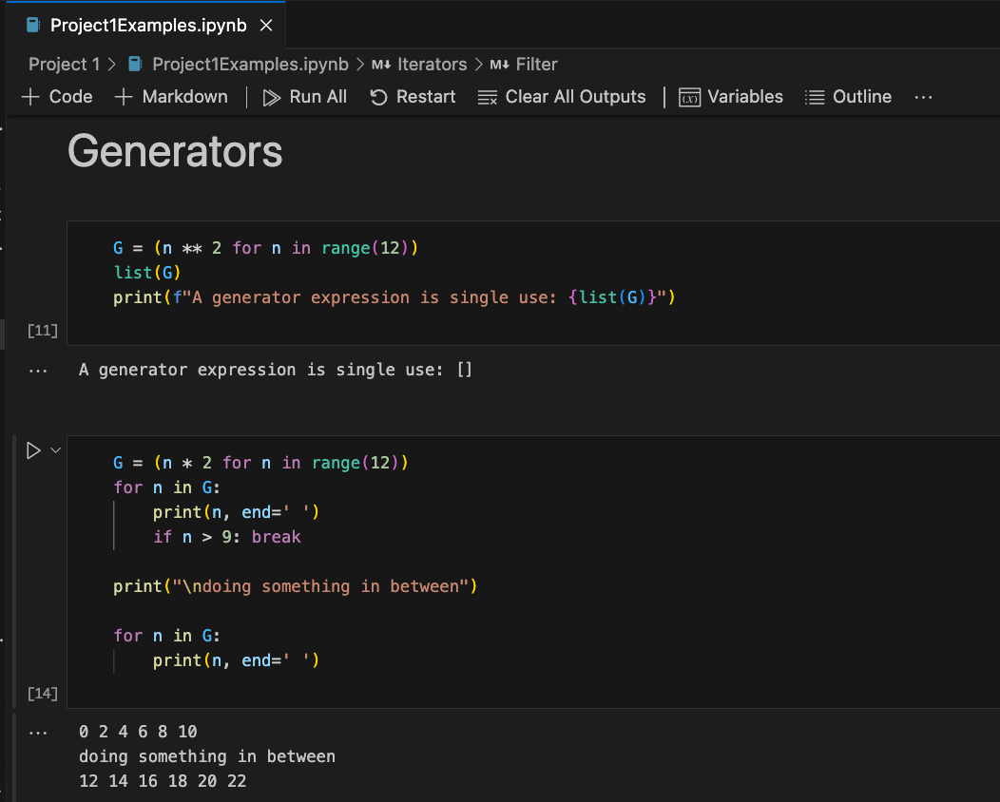 Project1Examples.ipynb
Project 1 > Project1Examples.ipynb > M↓ Iterators > M↓ Filter
+ Code + Markdown | Run All Restart Clear All Outputs | (x) Variables Outline ...
Generators
G = (n ** 2 for n in range(12))
list(G)
print(f"A generator expression is single use: {list(G)}")
[11]
... A generator expression is single use: []
G = (n * 2 for n in range(12))
for n in G:
    print(n, end=' ')
    if n > 9: break
print("\ndoing something in between")
for n in G:
    print(n, end=' ')
[14]
... 0 2 4 6 8 10
doing something in between
12 14 16 18 20 22